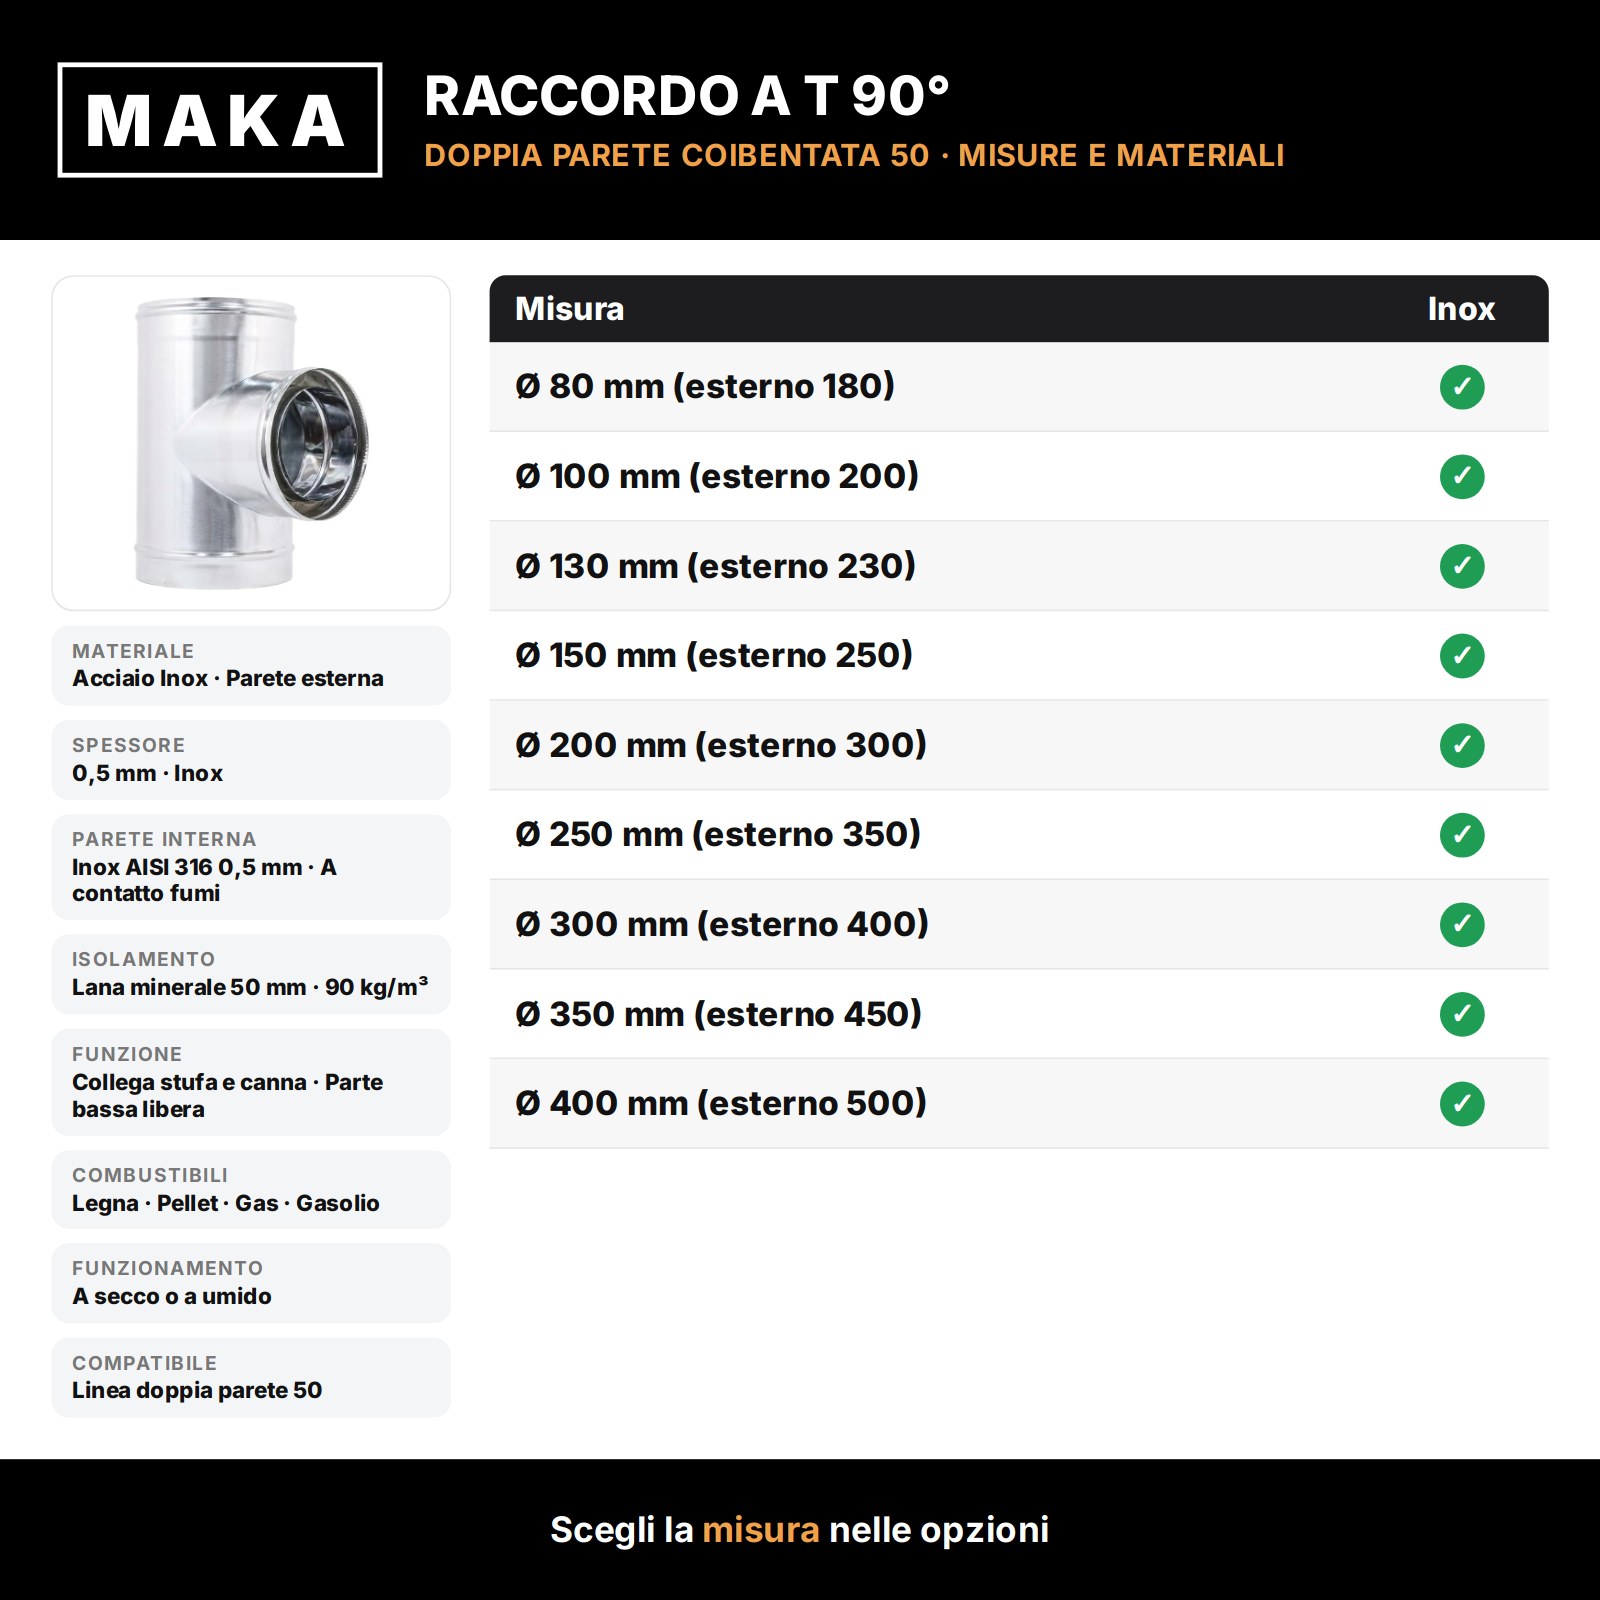 MAKA
RACCORDO A T 90°
DOPPIA PARETE COIBENTATA 50 · MISURE E MATERIALI
MATERIALE
Acciaio Inox · Parete esterna
SPESSORE
0,5 mm · Inox
PARETE INTERNA
Inox AISI 316 0,5 mm · A
contatto fumi
ISOLAMENTO
Lana minerale 50 mm · 90 kg/m³
FUNZIONE
Collega stufa e canna · Parte
bassa libera
COMBUSTIBILI
Legna · Pellet · Gas · Gasolio
FUNZIONAMENTO
A secco o a umido
COMPATIBILE
Linea doppia parete 50
Misura Inox
Ø 80 mm (esterno 180) ✓
Ø 100 mm (esterno 200) ✓
Ø 130 mm (esterno 230) ✓
Ø 150 mm (esterno 250) ✓
Ø 200 mm (esterno 300) ✓
Ø 250 mm (esterno 350) ✓
Ø 300 mm (esterno 400) ✓
Ø 350 mm (esterno 450) ✓
Ø 400 mm (esterno 500) ✓
Scegli la misura nelle opzioni